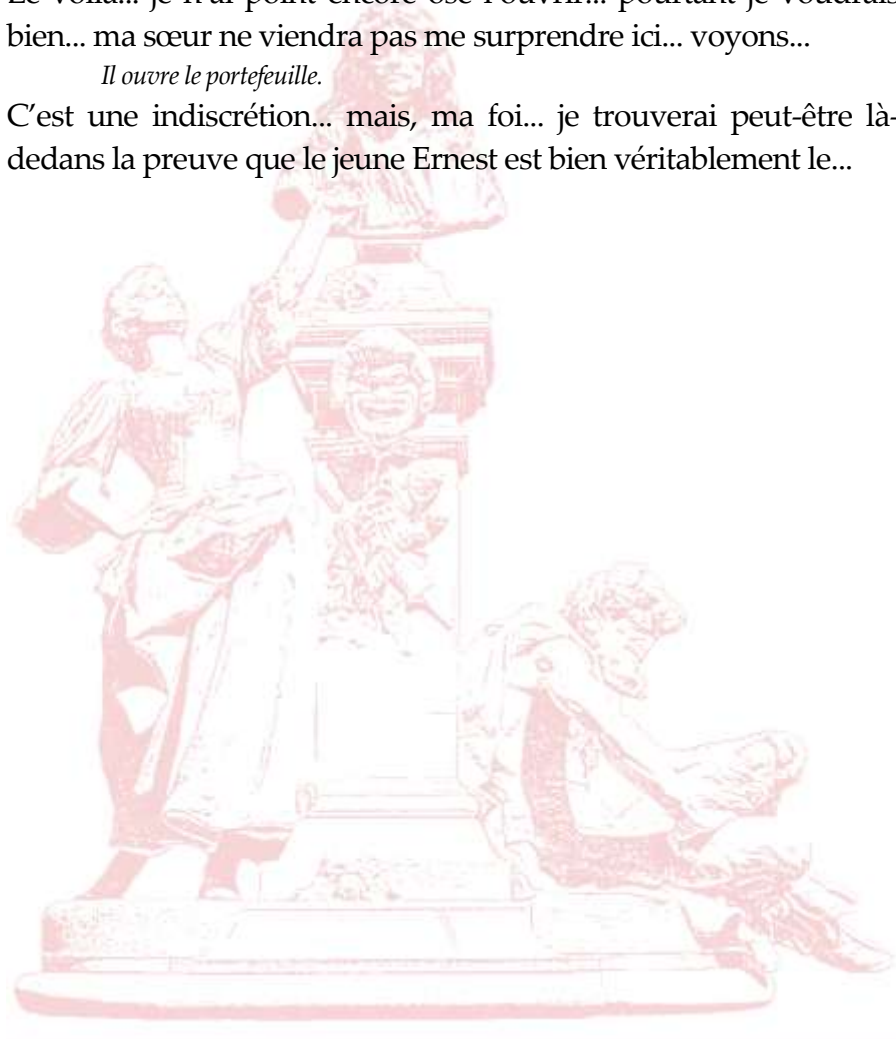 Le voilà... je n'ai point encore osé l'ouvrir... pourtant je voudrais
bien... ma sœur ne viendra pas me surprendre ici... voyons...
Il ouvre le portefeuille.
C'est une indiscrétion... mais, ma foi... je trouverai peut-être là-
dedans la preuve que le jeune Ernest est bien véritablement le...